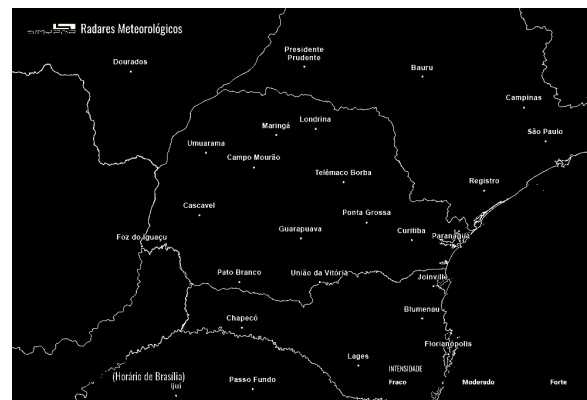 SIMEPAR Radares Meteorológicos
Presidente
Prudente
Dourados
Bauru
Campinas
Londrina
Maringá
São Paulo
Umuarama
Campo Mourão
Telêmaco Borba
Registro
Cascavel
Ponta Grossa
Guarapuava
Curitiba
Paranaguá
Foz do Iguaçu
Pato Branco
União da Vitória
Joinville
Blumenau
Chapecó
Florianópolis
Lages
INTENSIDADE
(Horário de Brasília)
Passo Fundo
Fraco
Moderado
Forte
Ijuí